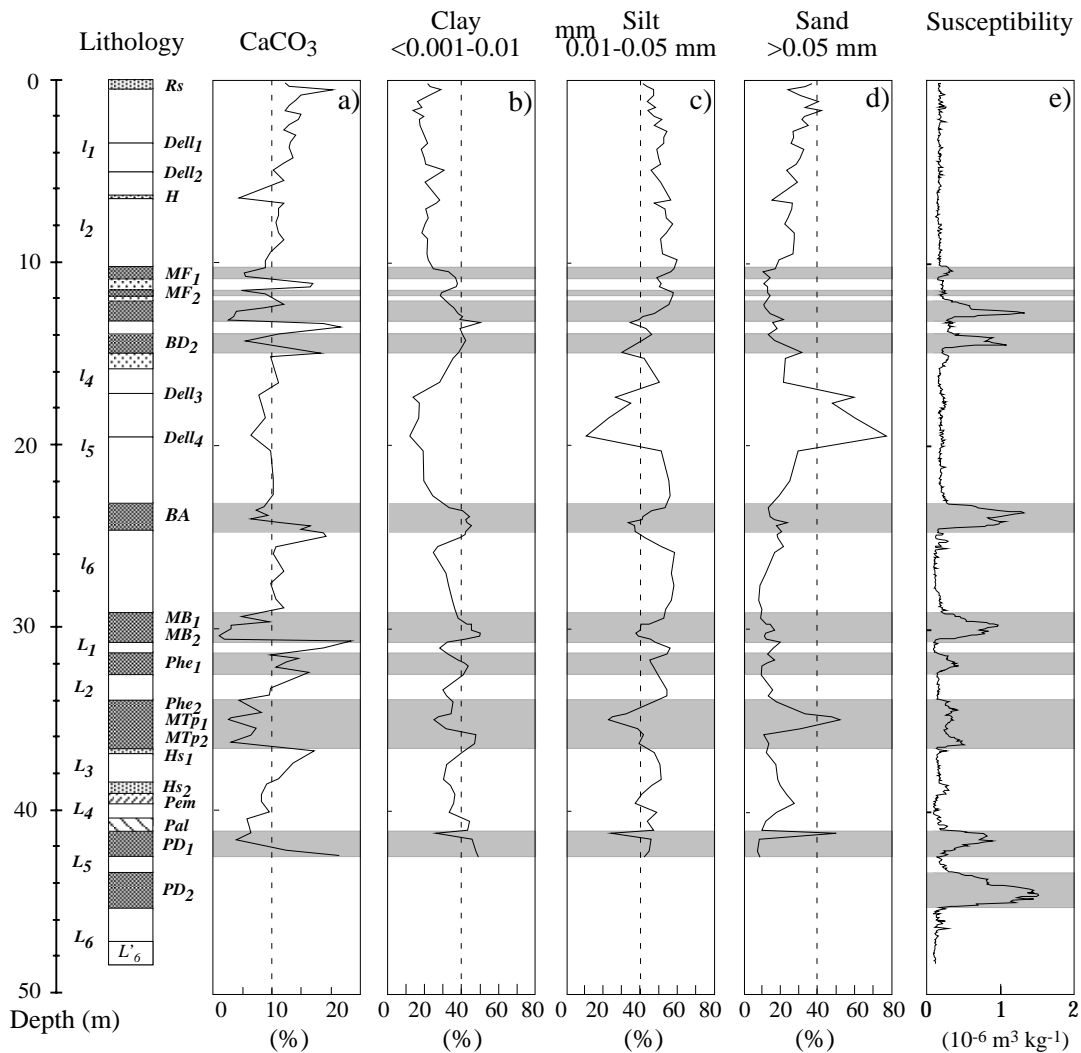 Lithology
CaCO3
Clay
<0.001-0.01
mm
Silt
0.01-0.05 mm
Sand
>0.05 mm
Susceptibility
a)
b)
c)
d)
e)
0
10
20
30
40
50
Depth (m)
l1
l2
l4
l5
l6
L1
L2
L3
L4
L5
L6
L'6
Rs
Dell1
Dell2
H
MF1
MF2
BD2
Dell3
Dell4
BA
MB1
MB2
Phe1
Phe2
MTp1
MTp2
Hs1
Hs2
Pem
Pal
PD1
PD2
0 10 20
0 20 40 60 80
0 20 40 60 80
0 20 40 60 80
0 1 2
(%)
(%)
(%)
(%)
(10-6 m3 kg-1)